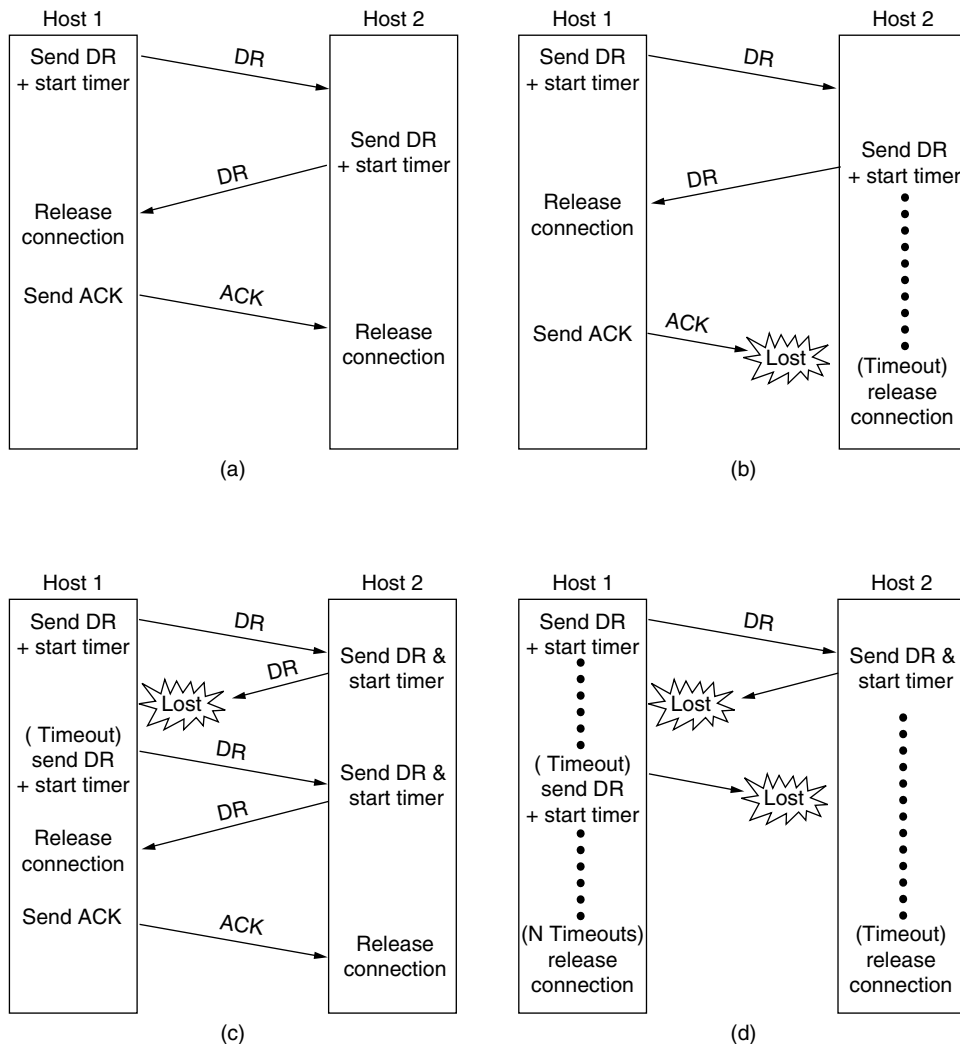 Host 1
Host 2
Send DR
+ start timer
DR
Send DR
+ start timer
DR
Release
connection
Send ACK
ACK
Release
connection
(a)
Host 1
Host 2
Send DR
+ start timer
DR
Send DR
+ start timer
DR
Release
connection
Send ACK
ACK
Lost
(Timeout)
release
connection
(b)
Host 1
Host 2
Send DR
+ start timer
DR
Send DR &
start timer
DR
Lost
( Timeout)
send DR
+ start timer
DR
Send DR &
start timer
DR
Release
connection
Send ACK
ACK
Release
connection
(c)
Host 1
Host 2
Send DR
+ start timer
DR
Send DR &
start timer
Lost
( Timeout)
send DR
+ start timer
Lost
(N Timeouts)
release
connection
(Timeout)
release
connection
(d)